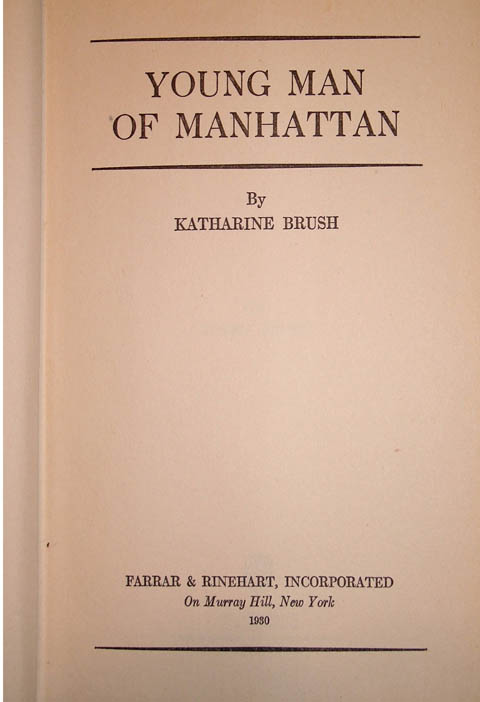 YOUNG MAN
OF MANHATTAN
By
KATHARINE BRUSH
FARRAR & RINEHART, INCORPORATED
On Murray Hill, New York
1930